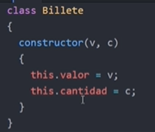 class Billete
{
constructor(v, c)
{
this.valor = v;
this.cantidad = c;
}
}